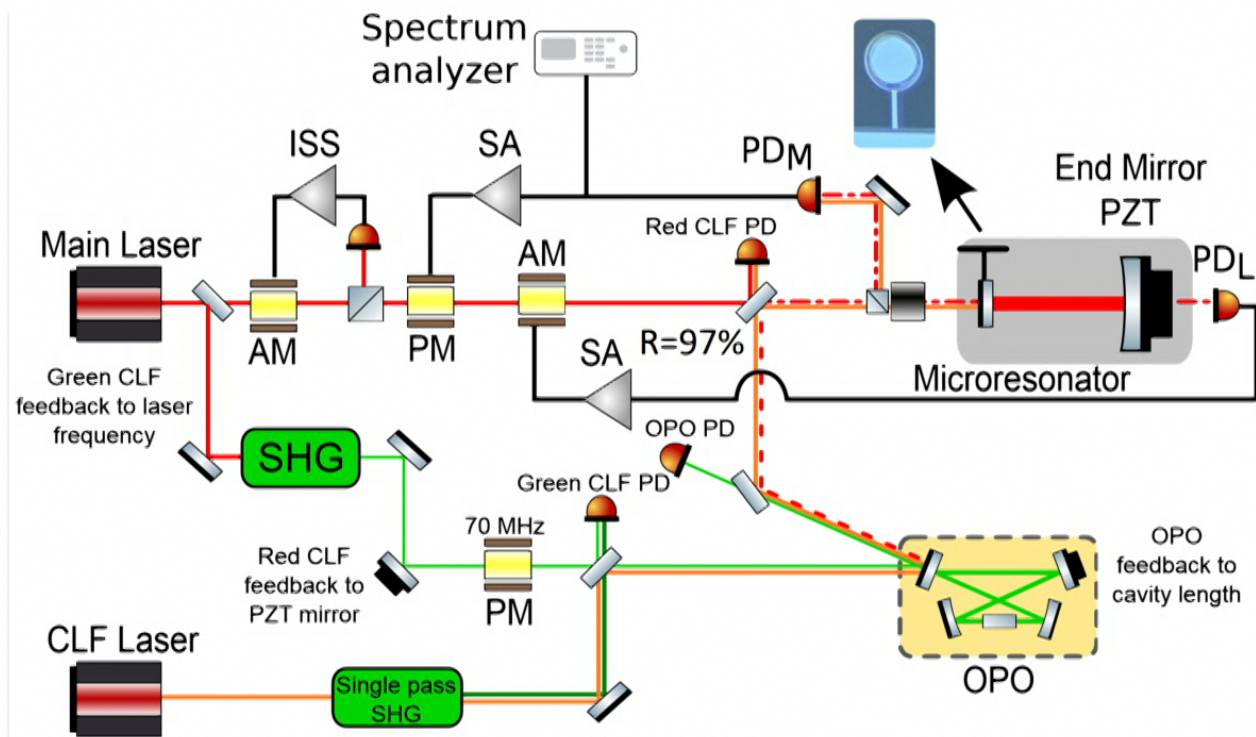 Spectrum
analyzer
ISS
SA
PD_M
End Mirror
PZT
Red CLF PD
Main Laser
AM
PD_L
AM
PM
R=97%
SA
Microresonator
Green CLF
feedback to laser
frequency
OPO PD
SHG
Green CLF PD
70 MHz
Red CLF
feedback to
PZT mirror
PM
OPO
feedback to
cavity length
CLF Laser
Single pass
SHG
OPO